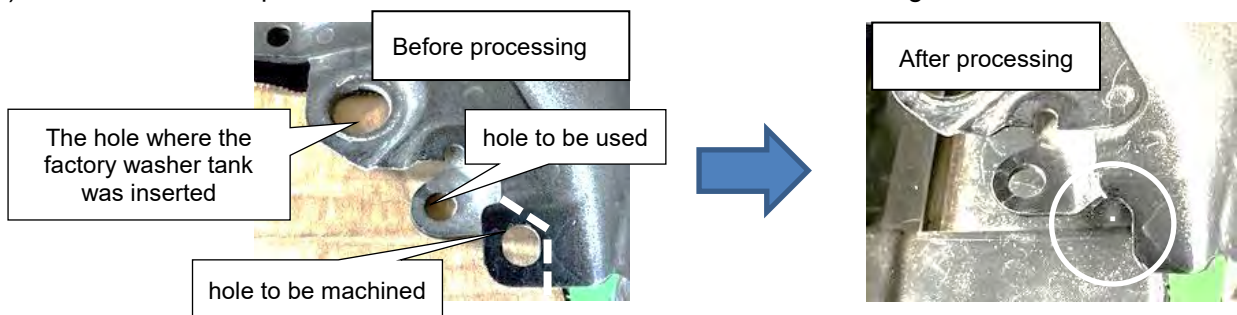 Before processing
After processing
The hole where the
factory washer tank
was inserted
hole to be used
hole to be machined